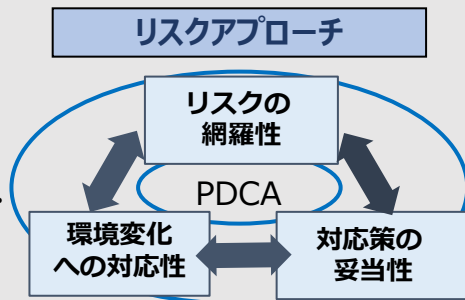 リスクアプローチ
リスクの
網羅性
PDCA
環境変化
への対応性
対応策の
妥当性